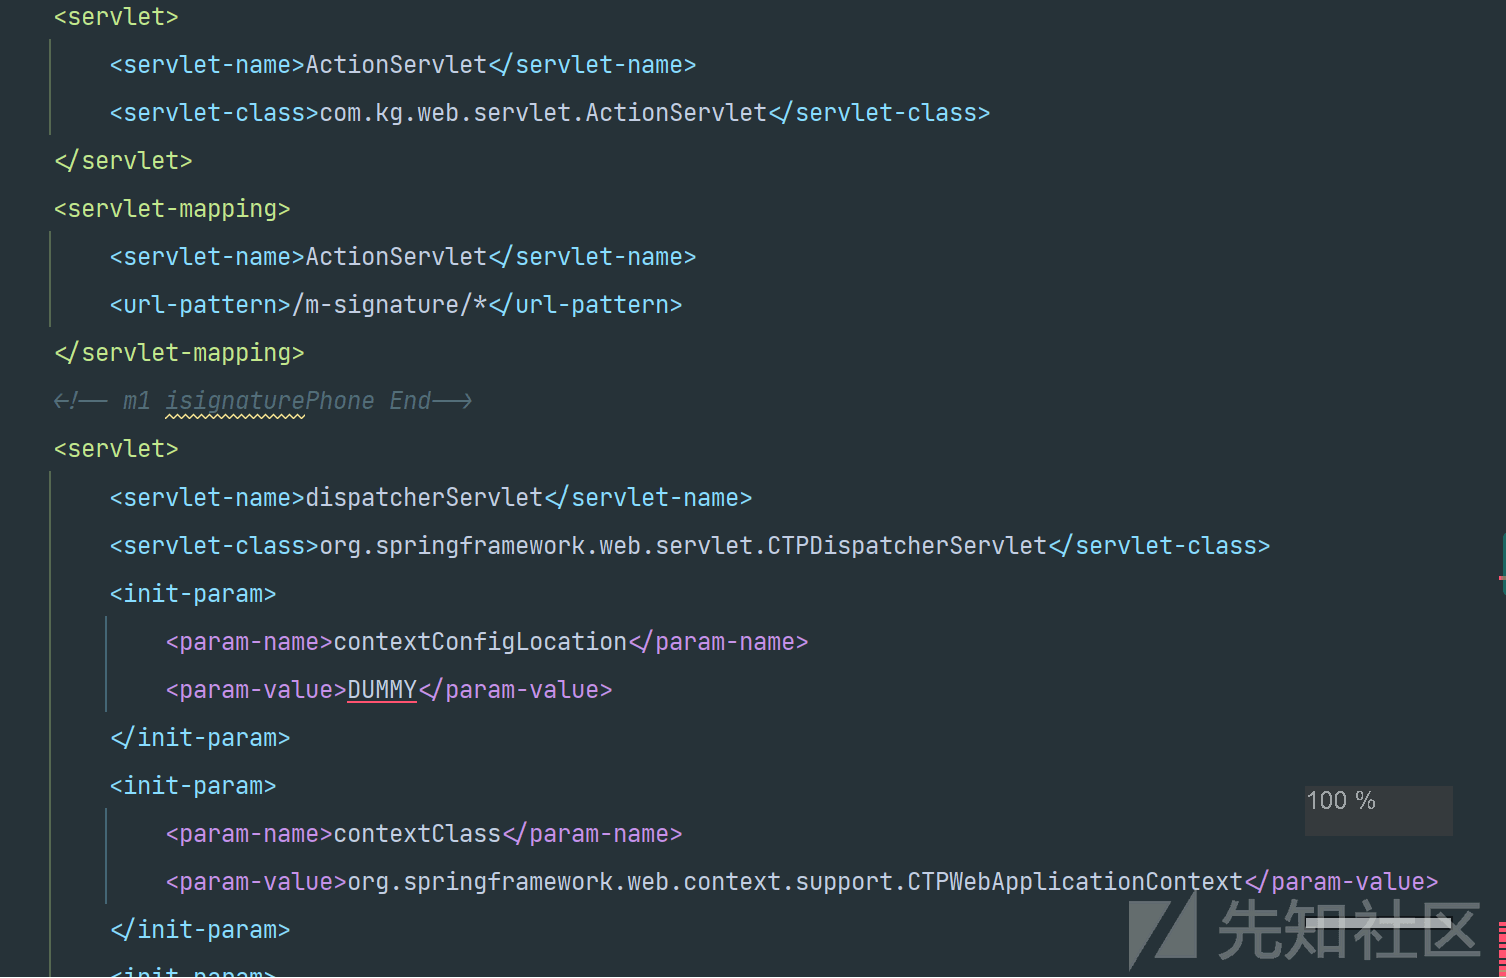 <servlet>
<servlet-name>ActionServlet</servlet-name>
<servlet-class>com.kg.web.servlet.ActionServlet</servlet-class>
</servlet>
<servlet-mapping>
<servlet-name>ActionServlet</servlet-name>
<url-pattern>/m-signature/*</url-pattern>
</servlet-mapping>
<!-- m1 isignaturePhone End-->
<servlet>
<servlet-name>dispatcherServlet</servlet-name>
<servlet-class>org.springframework.web.servlet.CTPDispatcherServlet</servlet-class>
<init-param>
<param-name>contextConfigLocation</param-name>
<param-value>DUMMY</param-value>
</init-param>
<init-param>
<param-name>contextClass</param-name>
100 %
<param-value>org.springframework.web.context.support.CTPWebApplicationContext</param-value>
</init-param>
先知社区
<init-param>